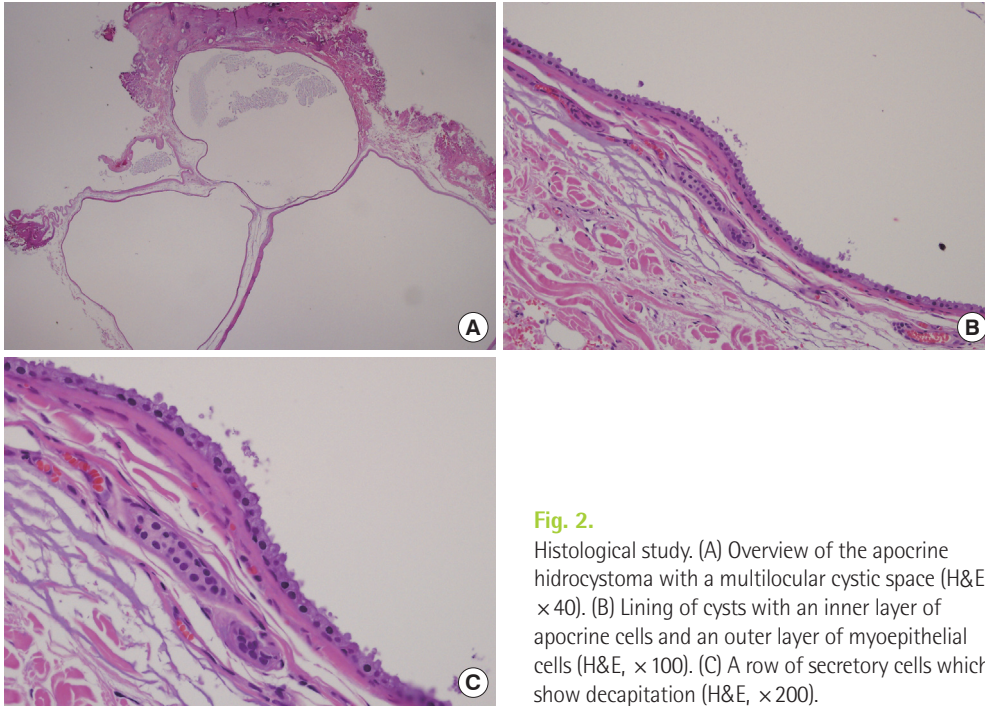 A
B
C
Fig. 2.
Histological study. (A) Overview of the apocrine
hidrocystoma with a multilocular cystic space (H&E
×40). (B) Lining of cysts with an inner layer of
apocrine cells and an outer layer of myoepithelial
cells (H&E, ×100). (C) A row of secretory cells which
show decapitation (H&E, ×200).